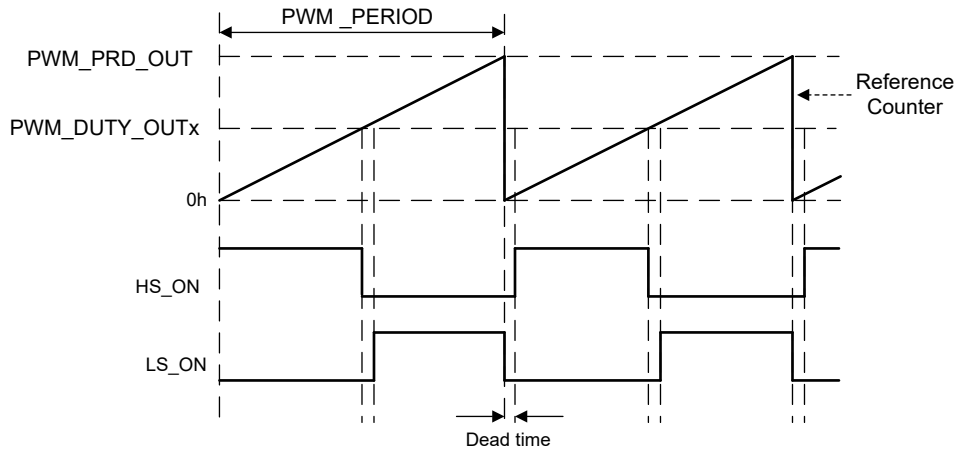 PWM _PERIOD
PWM_PRD_OUT
Reference
Counter
PWM_DUTY_OUTx
0h
HS_ON
LS_ON
Dead time